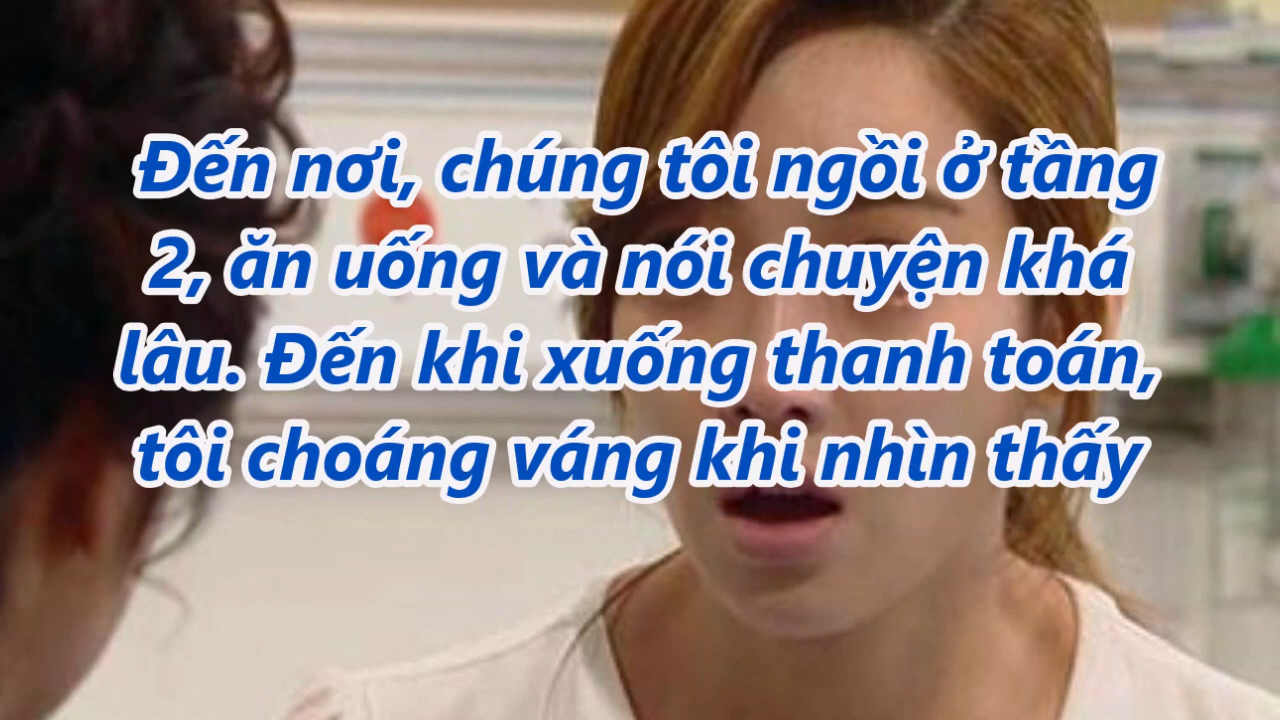 Đến nơi, chúng tôi ngồi ở tầng
2, ăn uống và nói chuyện khá
lâu. Đến khi xuống thanh toán,
tôi choáng váng khi nhìn thấy